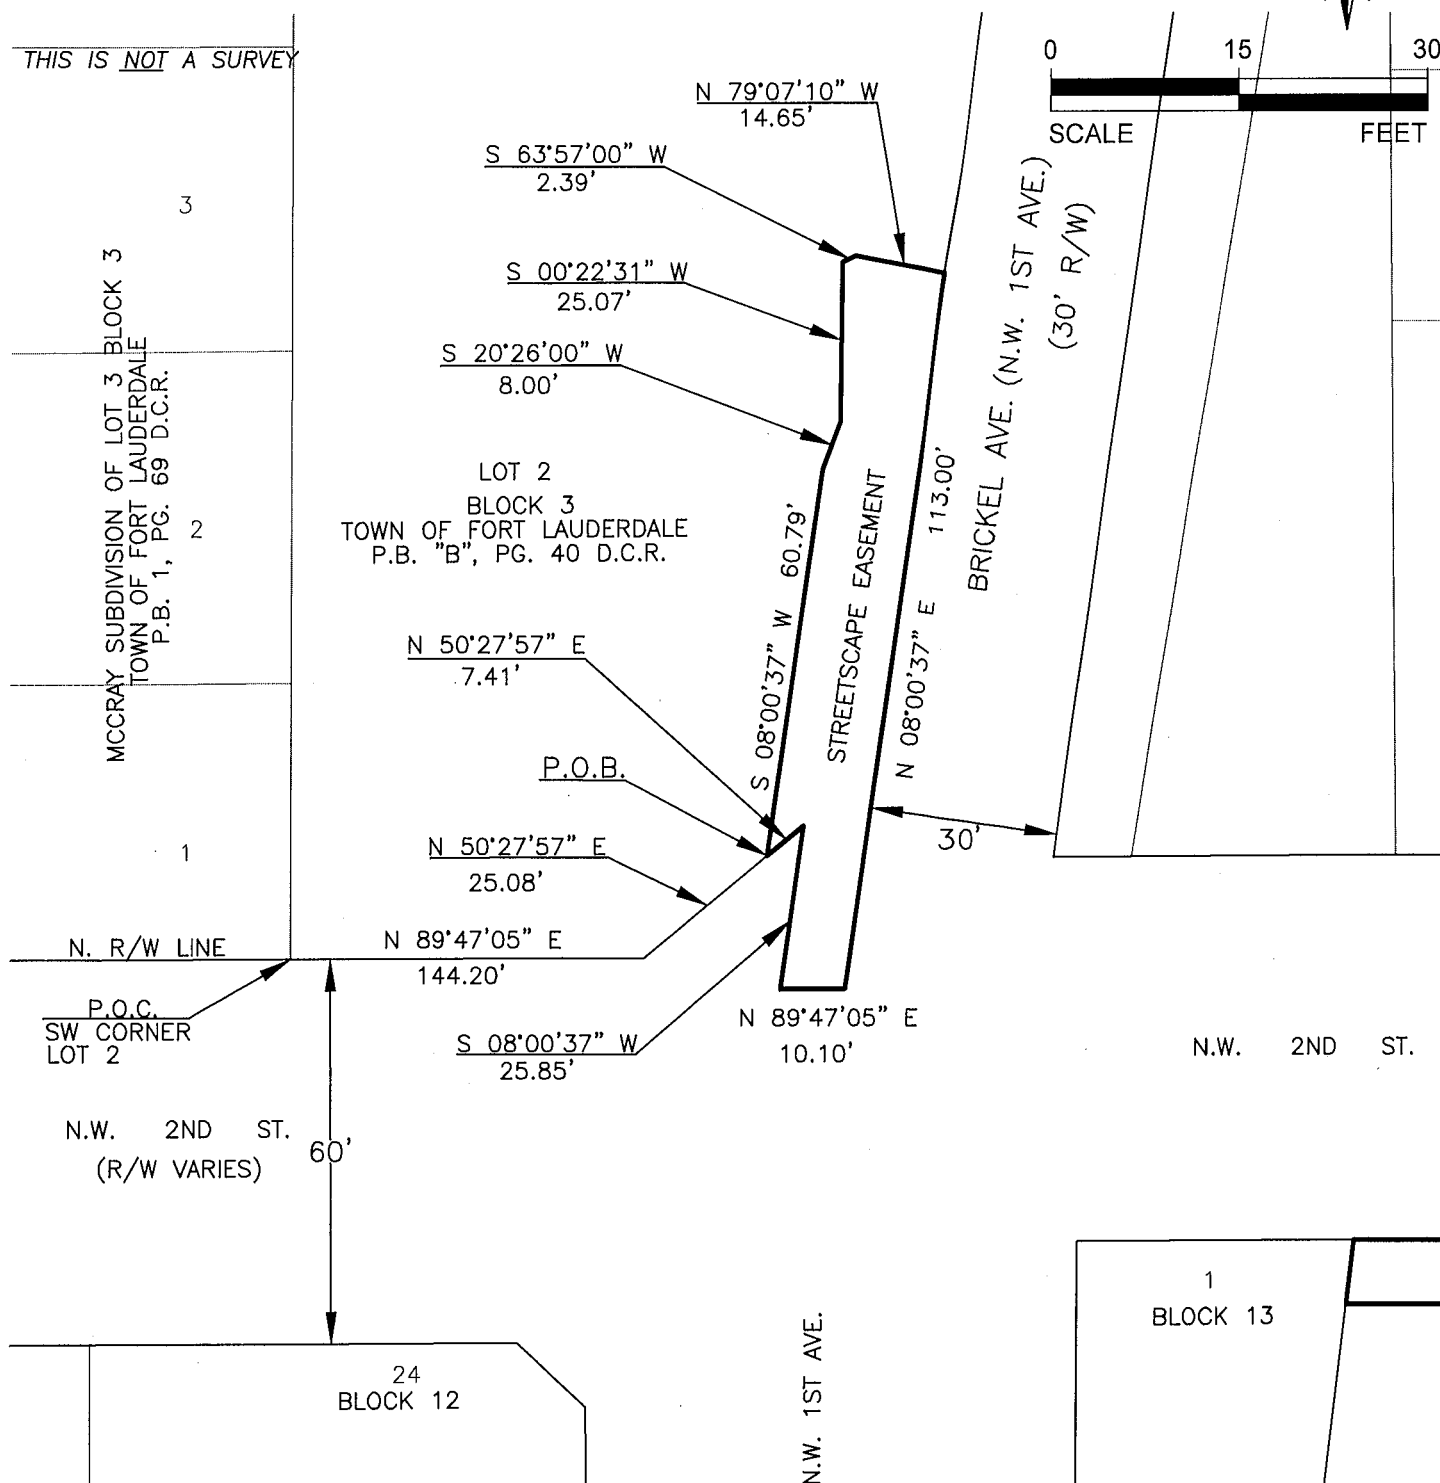 THIS IS NOT A SURVEY
0 15 30
SCALE FEET
N 79°07'10" W
14.65'
S 63°57'00" W
2.39'
S 00°22'31" W
25.07'
S 20°26'00" W
8.00'
3
2
1
MCCRAY SUBDIVISION OF LOT 3 BLOCK 3
TOWN OF FORT LAUDERDALE
P.B. 1, PG. 69 D.C.R.
LOT 2
BLOCK 3
TOWN OF FORT LAUDERDALE
P.B. "B", PG. 40 D.C.R.
BRICKEL AVE. (N.W. 1ST AVE.)
(30' R/W)
S 08°00'37" W 60.79'
STREETSCAPE EASEMENT
N 08°00'37" E 113.00'
N 50°27'57" E
7.41'
P.O.B.
30'
N 50°27'57" E
25.08'
N. R/W LINE
N 89°47'05" E
144.20'
P.O.C.
SW CORNER
LOT 2
S 08°00'37" W
25.85'
N 89°47'05" E
10.10'
N.W. 2ND ST.
N.W. 2ND ST.
(R/W VARIES)
60'
24
BLOCK 12
N.W. 1ST AVE.
1
BLOCK 13